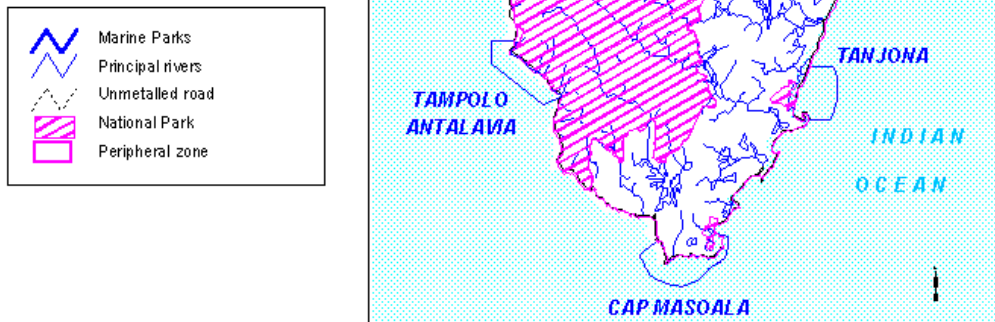 Marine Parks
Principal rivers
Unmetalled road
National Park
Peripheral zone
TANJONA
TAMPOLO
ANTALAVIA
INDIAN
OCEAN
CAP MASOALA